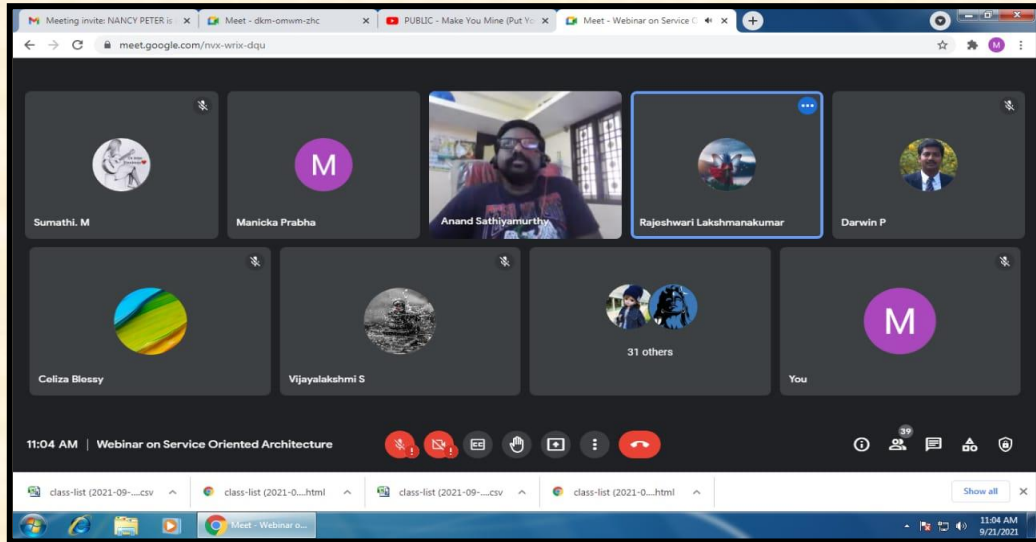 Meeting invite: NANCY PETER is
Meet - dkm-omwm-zhc
PUBLIC - Make You Mine (Put Yo
Meet - Webinar on Service O
meet.google.com/nvx-wrix-dqu
M
Sumathi. M
M
Manicka Prabha
Anand Sathiyamurthy
Rajeshwari Lakshmanakumar
Darwin P
Celiza Blessy
Vijayalakshmi S
31 others
M
You
11:04 AM | Webinar on Service Oriented Architecture
CC
39
class-list (2021-09-....csv
class-list (2021-0....html
class-list (2021-09-....csv
class-list (2021-0....html
Show all
Meet - Webinar o...
11:04 AM
9/21/2021